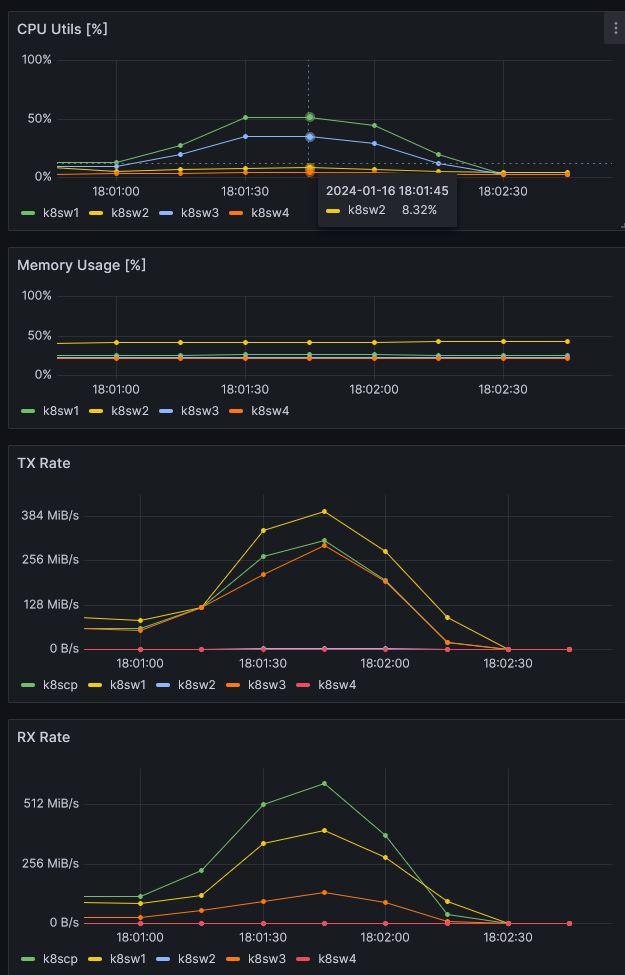 CPU Utils [%]
100%
50%
0%
18:01:00 18:01:30 18:02:30
2024-01-16 18:01:45
k8sw2 8.32%
k8sw1 k8sw2 k8sw3 k8sw4
Memory Usage [%]
100%
50%
0%
18:01:00 18:01:30 18:02:00 18:02:30
k8sw1 k8sw2 k8sw3 k8sw4
TX Rate
384 MiB/s
256 MiB/s
128 MiB/s
0 B/s
18:01:00 18:01:30 18:02:00 18:02:30
k8scp k8sw1 k8sw2 k8sw3 k8sw4
RX Rate
512 MiB/s
256 MiB/s
0 B/s
18:01:00 18:01:30 18:02:00 18:02:30
k8scp k8sw1 k8sw2 k8sw3 k8sw4